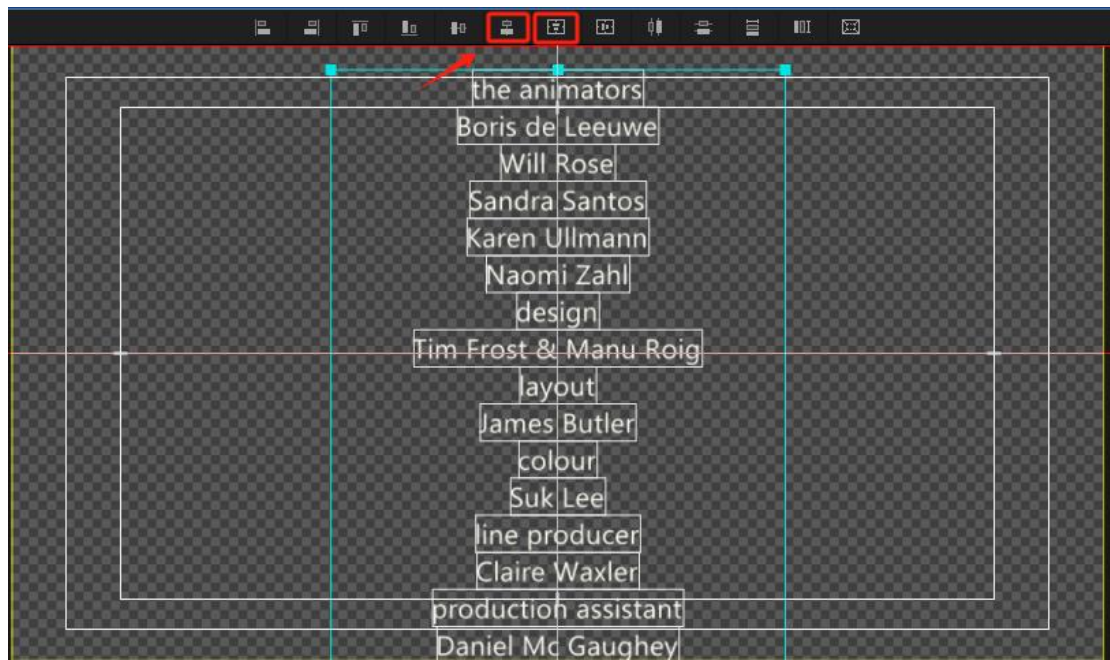 the animators
Boris de Leeuwe
Will Rose
Sandra Santos
Karen Ullmann
Naomi Zahl
design
Tim Frost & Manu Roig
layout
James Butler
colour
Suk Lee
line producer
Claire Waxler
production assistant
Daniel Mc Gaughey